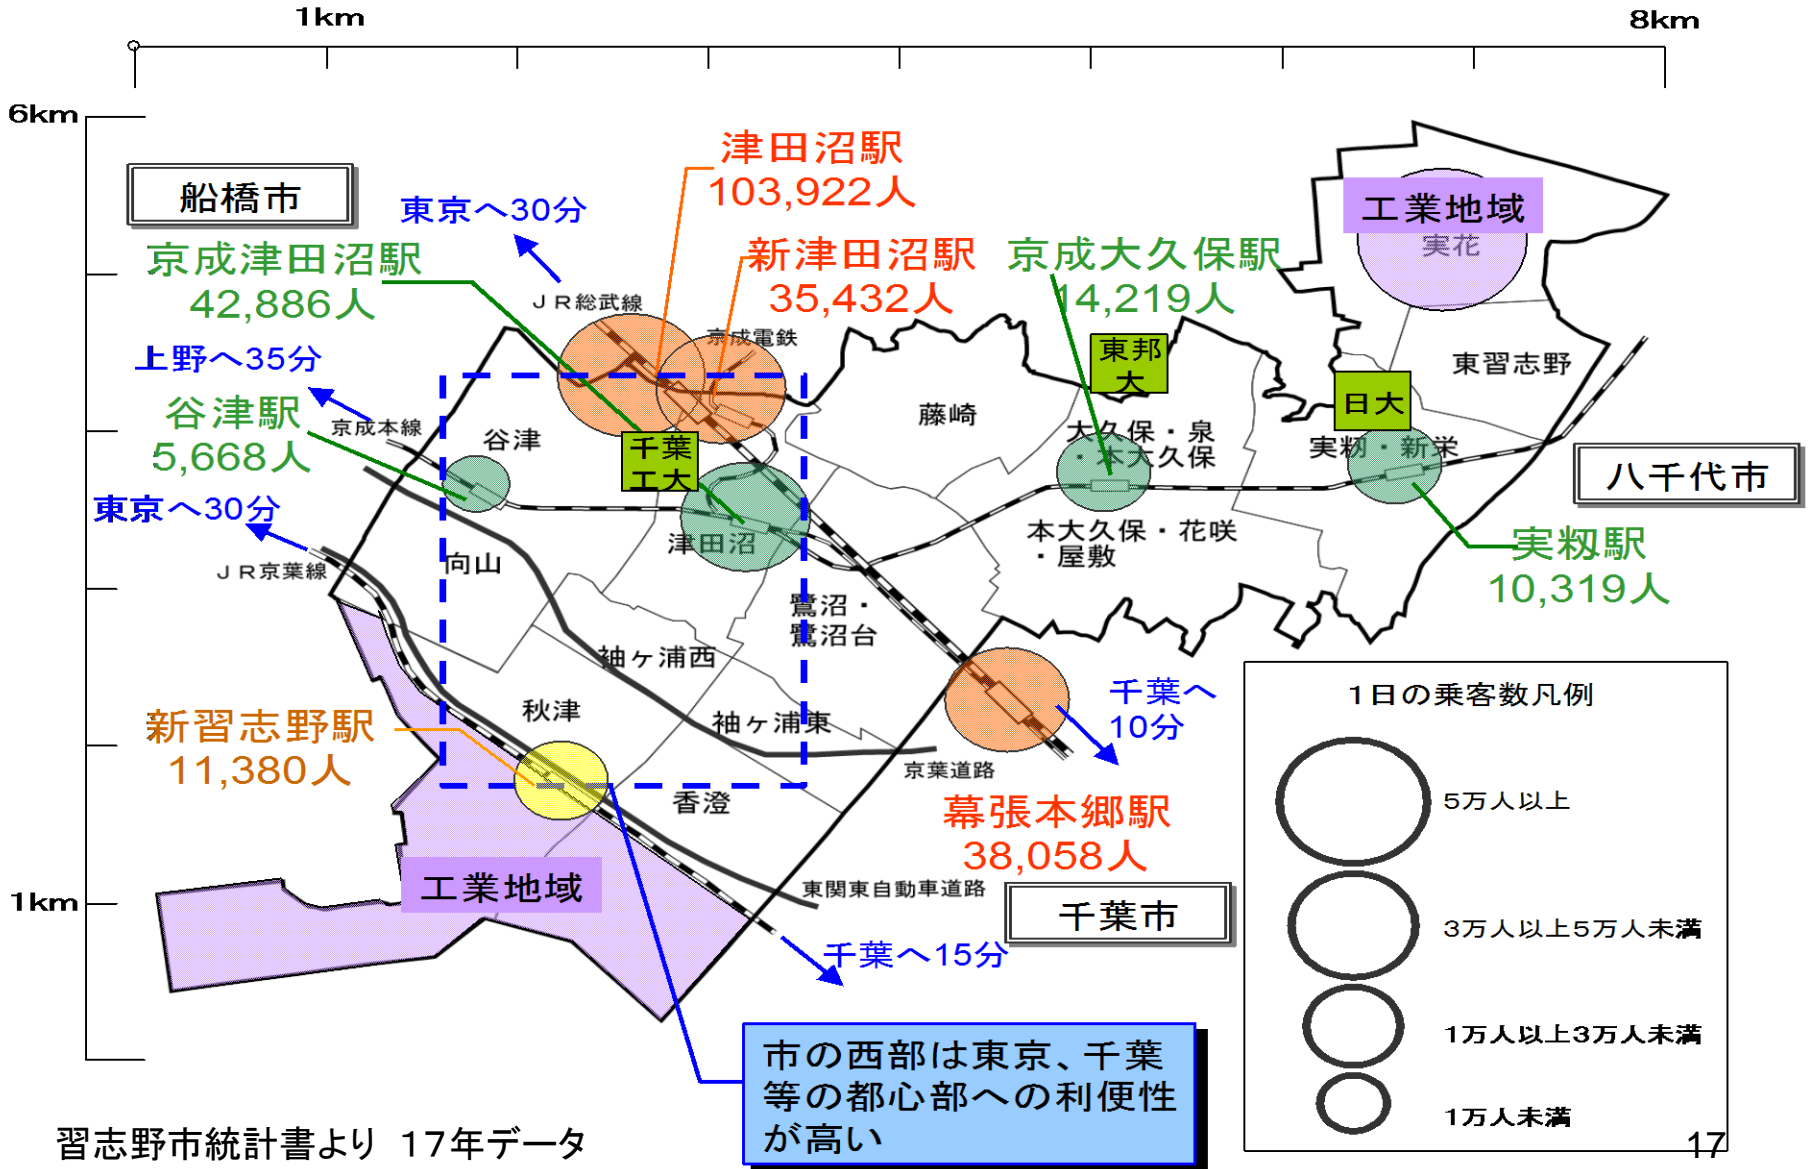 1km
8km
6km
船橋市
津田沼駅
103,922人
東京へ30分
工業地域
実花
京成津田沼駅
42,886人
新津田沼駅
35,432人
京成大久保駅
14,219人
JR総武線
京成電鉄
上野へ35分
東邦
大
東習志野
谷津駅
5,668人
京成本線
谷津
千葉
工大
藤崎
大久保・泉
・本大久保
日大
実籾・新栄
八千代市
東京へ30分
津田沼
本大久保・花咲
・屋敷
実籾駅
10,319人
JR京葉線
向山
鷺沼・
鷺沼台
袖ヶ浦西
千葉へ
10分
1日の乗客数凡例
新習志野駅
11,380人
秋津
袖ヶ浦東
京葉道路
香澄
幕張本郷駅
38,058人
5万人以上
1km
工業地域
東関東自動車道路
千葉市
3万人以上5万人未満
千葉へ15分
1万人以上3万人未満
市の西部は東京、千葉
等の都心部への利便性
が高い
1万人未満
習志野市統計書より 17年データ
17